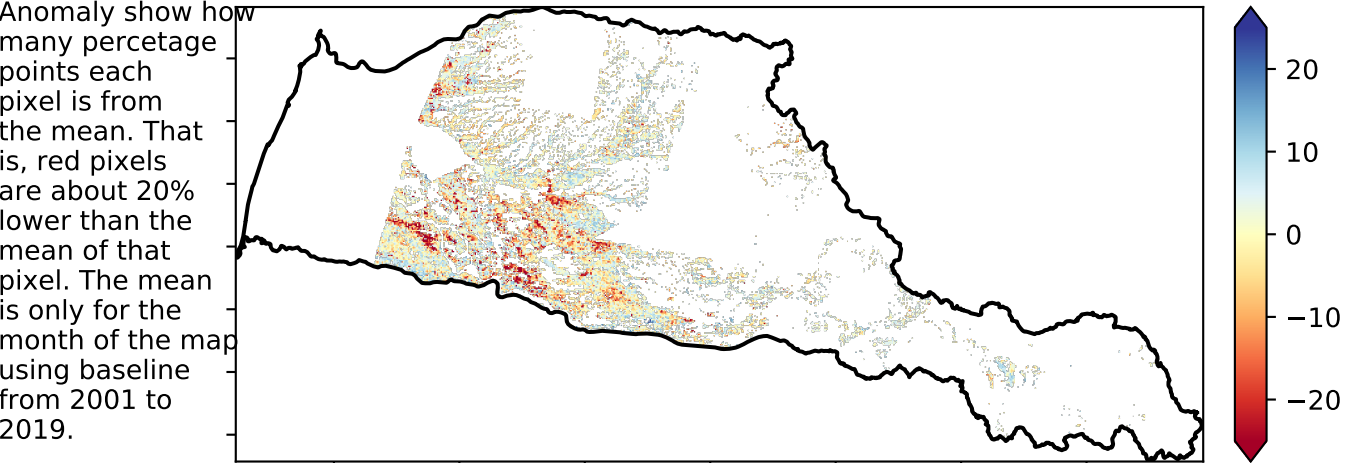 Anomaly show how
many percetage
points each
pixel is from
the mean. That
is, red pixels
are about 20%
lower than the
mean of that
pixel. The mean
is only for the
month of the map
using baseline
from 2001 to
2019.
20
10
0
−10
−20